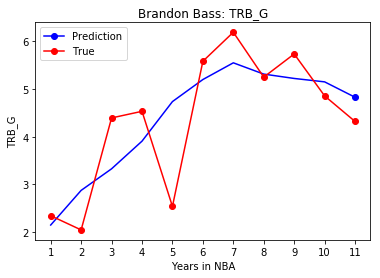 Brandon Bass: TRB_G
Prediction
True
TRB_G
6
5
4
3
2
1 2 3 4 5 6 7 8 9 10 11
Years in NBA